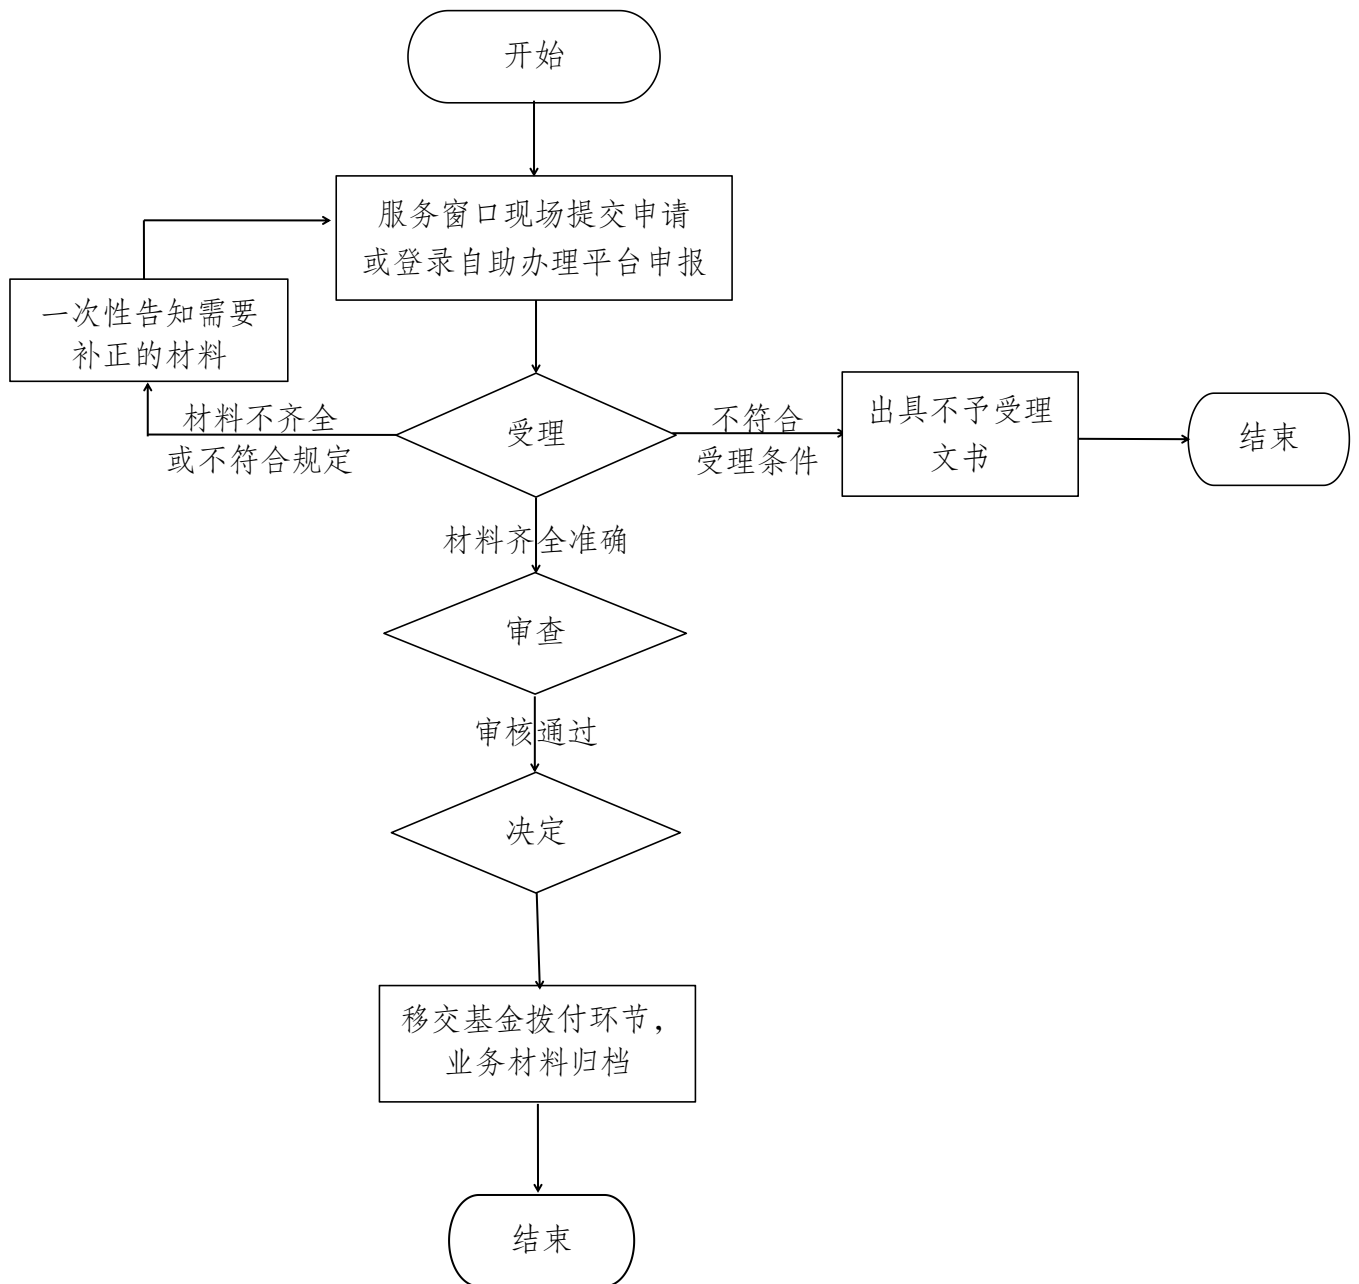 开始
服务窗口现场提交申请
或登录自助办理平台申报
一次性告知需要
补正的材料
材料不齐全
或不符合规定
受理
不符合
受理条件
出具不予受理
文书
结束
材料齐全准确
审查
审核通过
决定
移交基金拨付环节，
业务材料归档
结束